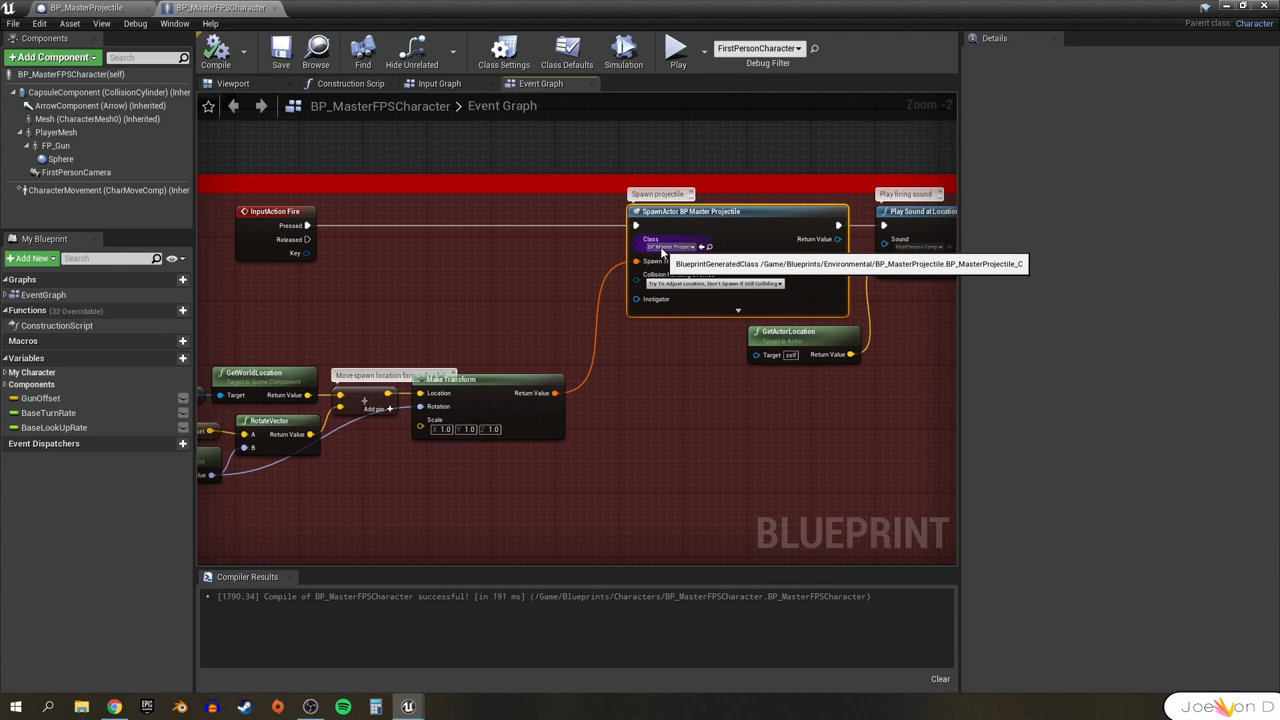 BP_MasterProjectile
BP_MasterFPSCharacter
File Edit Asset View Debug Window Help
Parent class: Character
Components
Add Component
Search
BP_MasterFPSCharacter(self)
CapsuleComponent (CollisionCylinder) (Inher
ArrowComponent (Arrow) (Inherited)
Mesh (CharacterMesh0) (Inherited)
PlayerMesh
FP_Gun
Sphere
FirstPersonCamera
CharacterMovement (CharMoveComp) (Inher
My Blueprint
Add New
Search
Graphs
EventGraph
Functions (32 Overridable)
ConstructionScript
Macros
Variables
My Character
Components
GunOffset
BaseTurnRate
BaseLookUpRate
Event Dispatchers
Compile
Save
Browse
Find
Hide Unrelated
Class Settings
Class Defaults
Simulation
Play
FirstPersonCharacter
Debug Filter
Viewport
Construction Scrip
Input Graph
Event Graph
BP_MasterFPSCharacter > Event Graph
Zoom -2
InputAction Fire
Pressed
Released
Key
Spawn projectile
SpawnActor BP Master Projectile
Class
BP Master Project
Return Value
Spawn Tr
BlueprintGeneratedClass /Game/Blueprints/Environmental/BP_MasterProjectile.BP_MasterProjectile_C
Try To Adjust Location, Don't Spawn if Still Colliding
Instigator
Play firing sound
Play Sound at Location
Sound
GetActorLocation
Target is Actor
Target self
Return Value
GetWorldLocation
Target is Scene Component
Target Return Value
Move spawn location for
Add pin +
Make Transform
Location
Return Value
Rotation
Scale
X 1.0 Y 1.0 Z 1.0
RotateVector
A Return Value
B
BLUEPRINT
Compiler Results
[1790.34] Compile of BP_MasterFPSCharacter successful! [in 191 ms] (/Game/Blueprints/Characters/BP_MasterFPSCharacter.BP_MasterFPSCharacter)
Clear
Details
Joe Von D